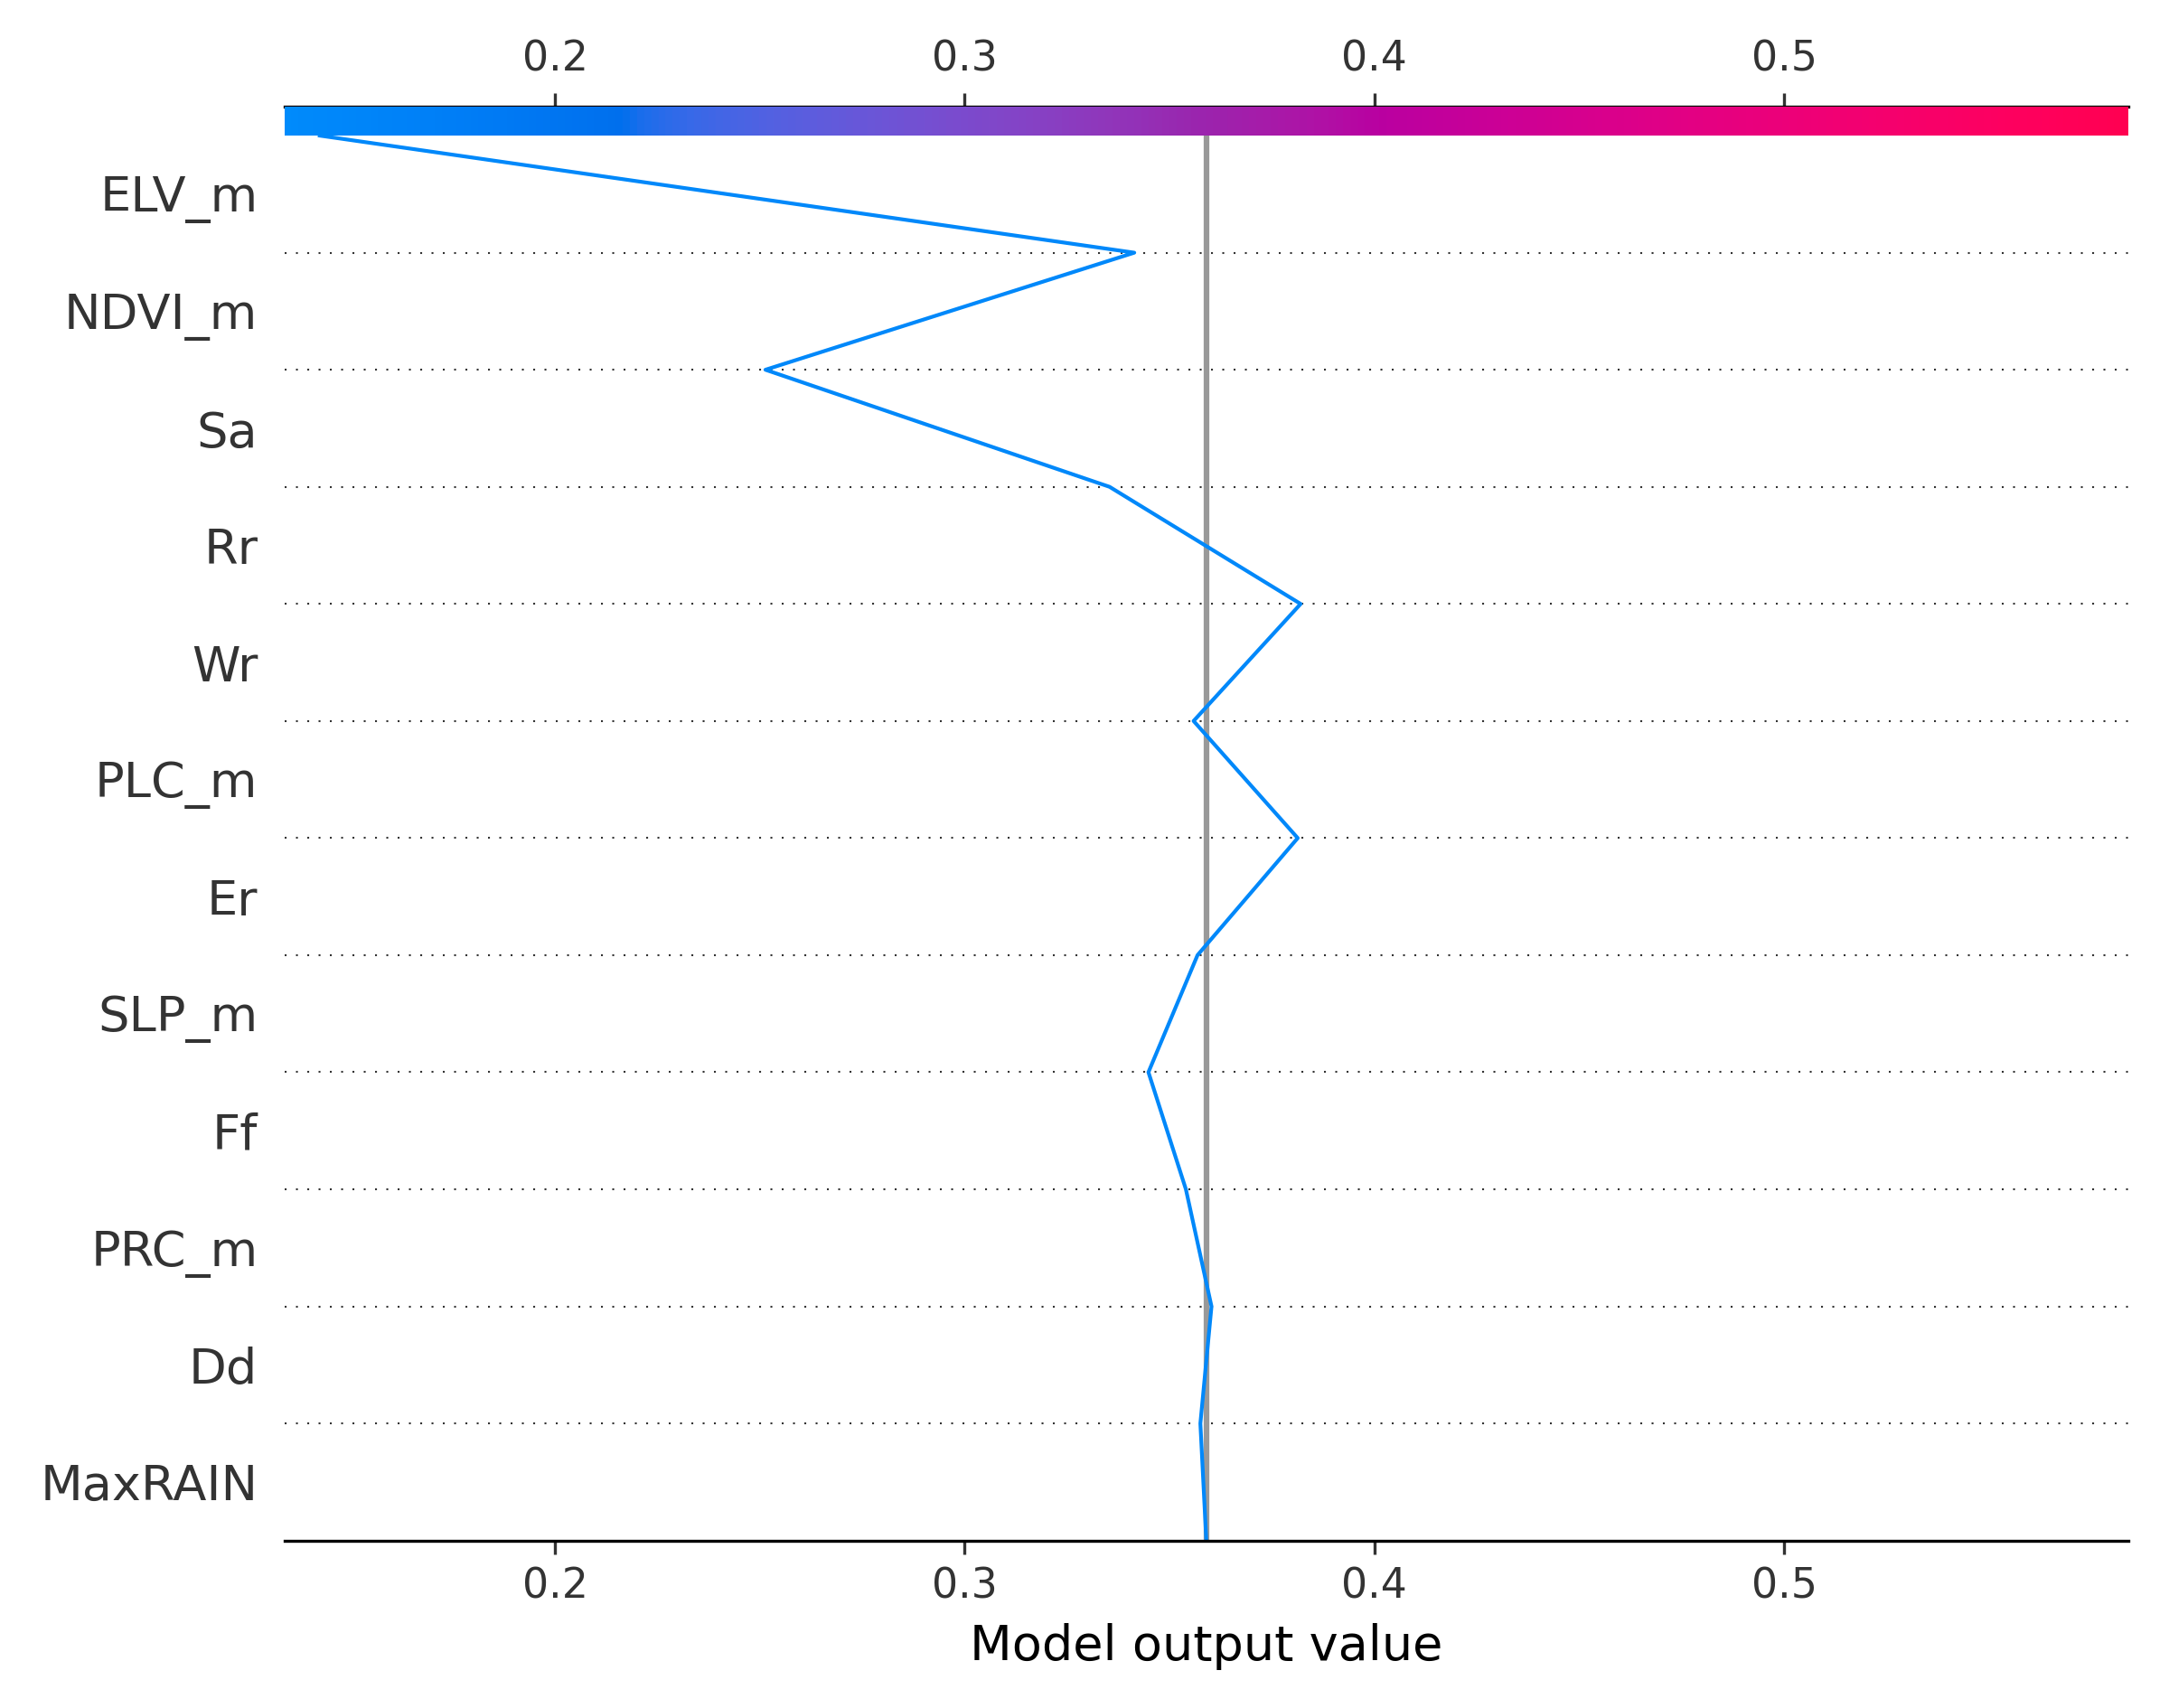 0.2 0.3 0.4 0.5
ELV_m
NDVI_m
Sa
Rr
Wr
PLC_m
Er
SLP_m
Ff
PRC_m
Dd
MaxRAIN
0.2 0.3 0.4 0.5
Model output value